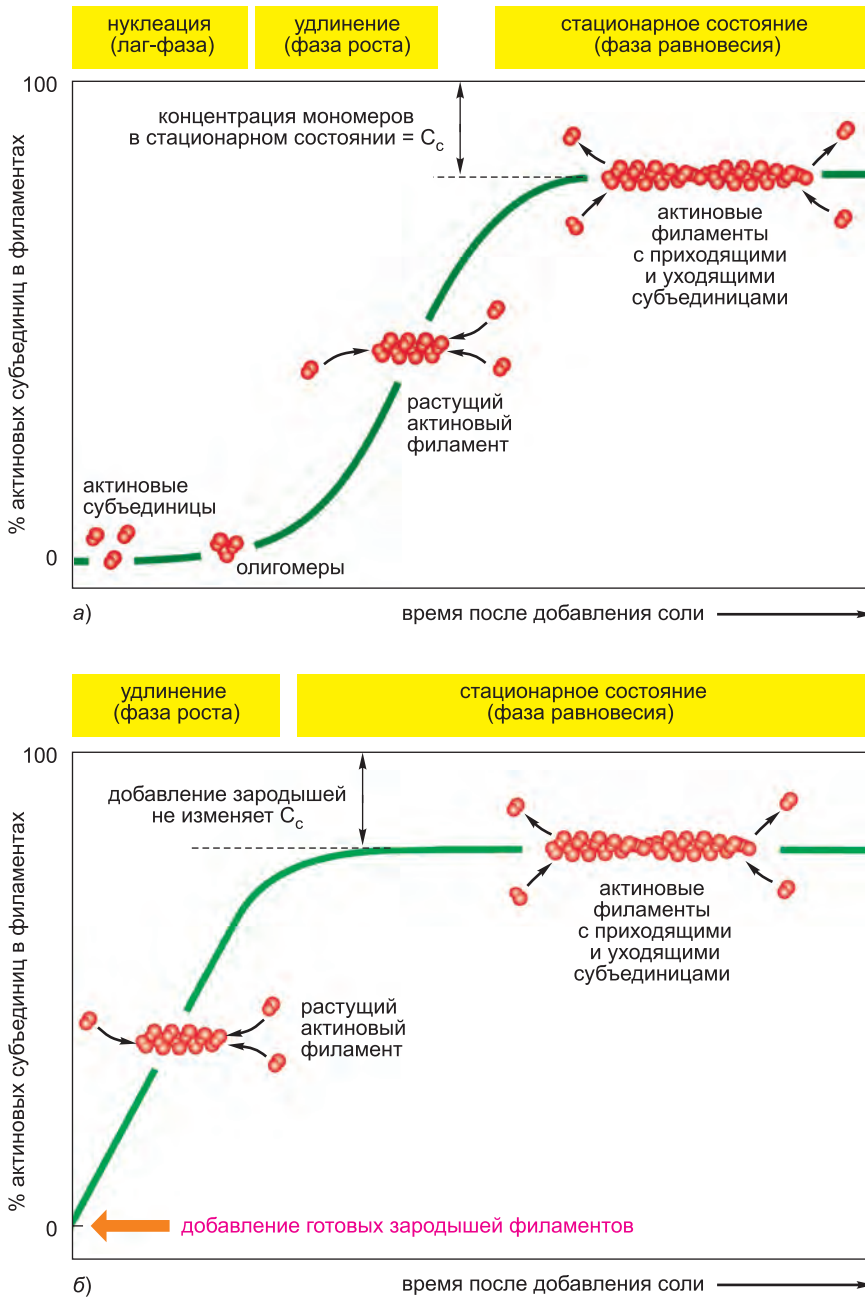 нуклеация
(лаг-фаза)
удлинение
(фаза роста)
стационарное состояние
(фаза равновесия)
100
концентрация мономеров
в стационарном состоянии = Cc
актиновые
филаменты
с приходящими
и уходящими
субъединицами
растущий
актиновый
филамент
актиновые
субъединицы
олигомеры
0
% актиновых субъединиц в филаментах
а)
время после добавления соли
удлинение
(фаза роста)
стационарное состояние
(фаза равновесия)
100
добавление зародышей
не изменяет Cc
актиновые
филаменты
с приходящими
и уходящими
субъединицами
растущий
актиновый
филамент
% актиновых субъединиц в филаментах
0
добавление готовых зародышей филаментов
б)
время после добавления соли